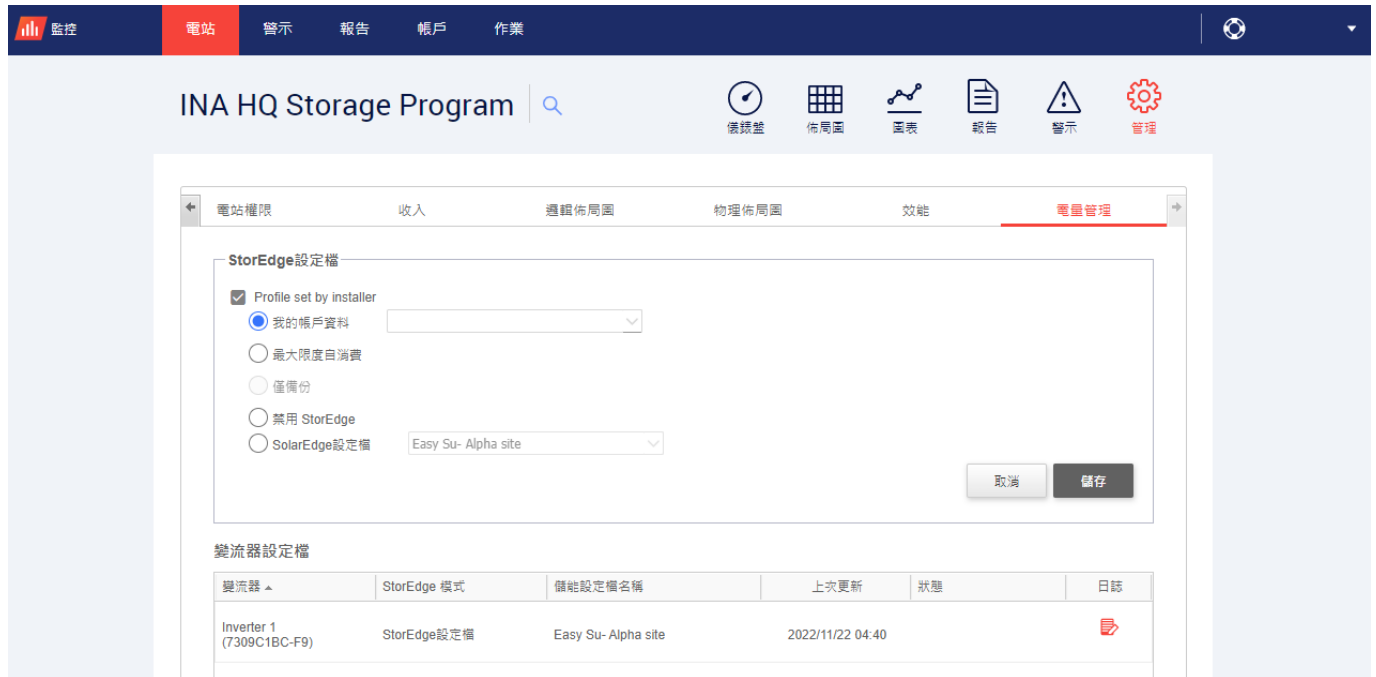 監控
電站 警示 報告 帳戶 作業
INA HQ Storage Program
儀錶盤 佈局圖 圖表 報告 警示 管理
電站權限 收入 邏輯佈局圖 物理佈局圖 效能 電量管理
StorEdge設定檔
Profile set by installer
我的帳戶資料
最大限度自消費
僅備份
禁用 StorEdge
SolarEdge設定檔 Easy Su- Alpha site
取消 儲存
變流器設定檔
變流器 StorEdge 模式 儲能設定檔名稱 上次更新 狀態 日誌
Inverter 1
(7309C1BC-F9) StorEdge設定檔 Easy Su- Alpha site 2022/11/22 04:40